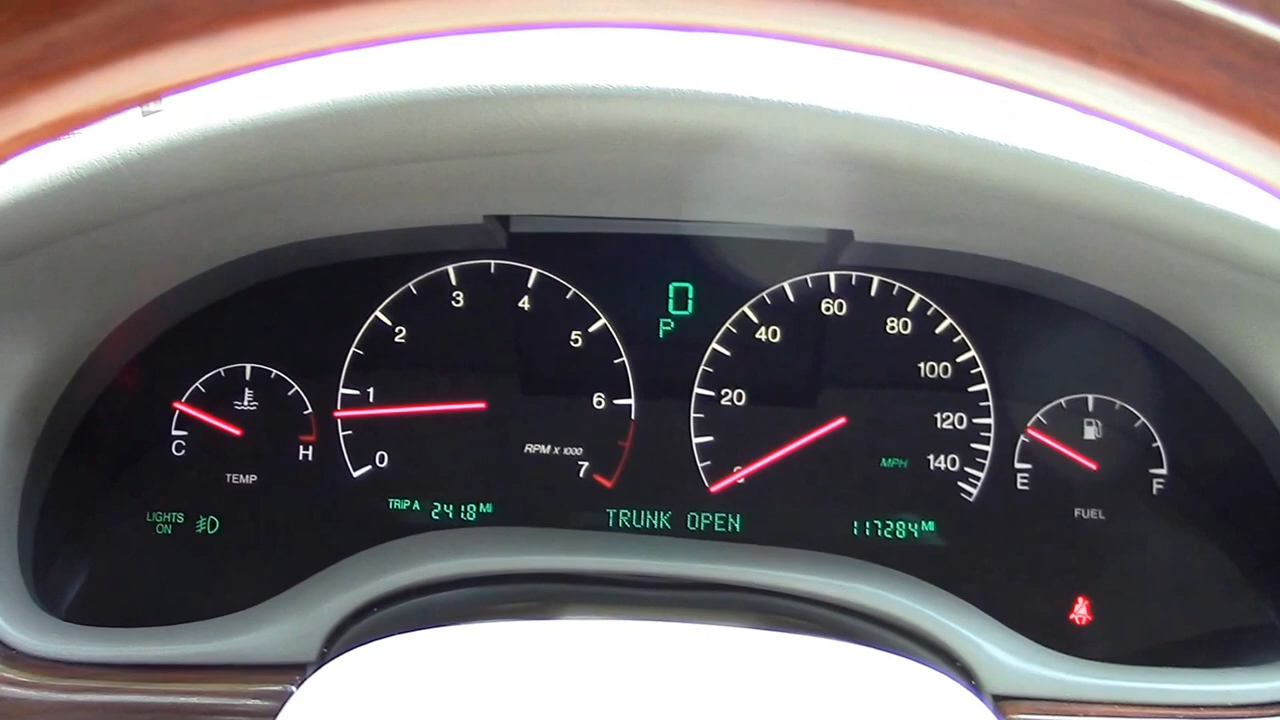 0
P
C
H
TEMP
0
1
2
3
4
5
6
7
RPM X 1000
20
40
60
80
100
120
140
MPH
E
F
FUEL
LIGHTS
ON
TRIP A 241.8 MI
TRUNK OPEN
117284 MI